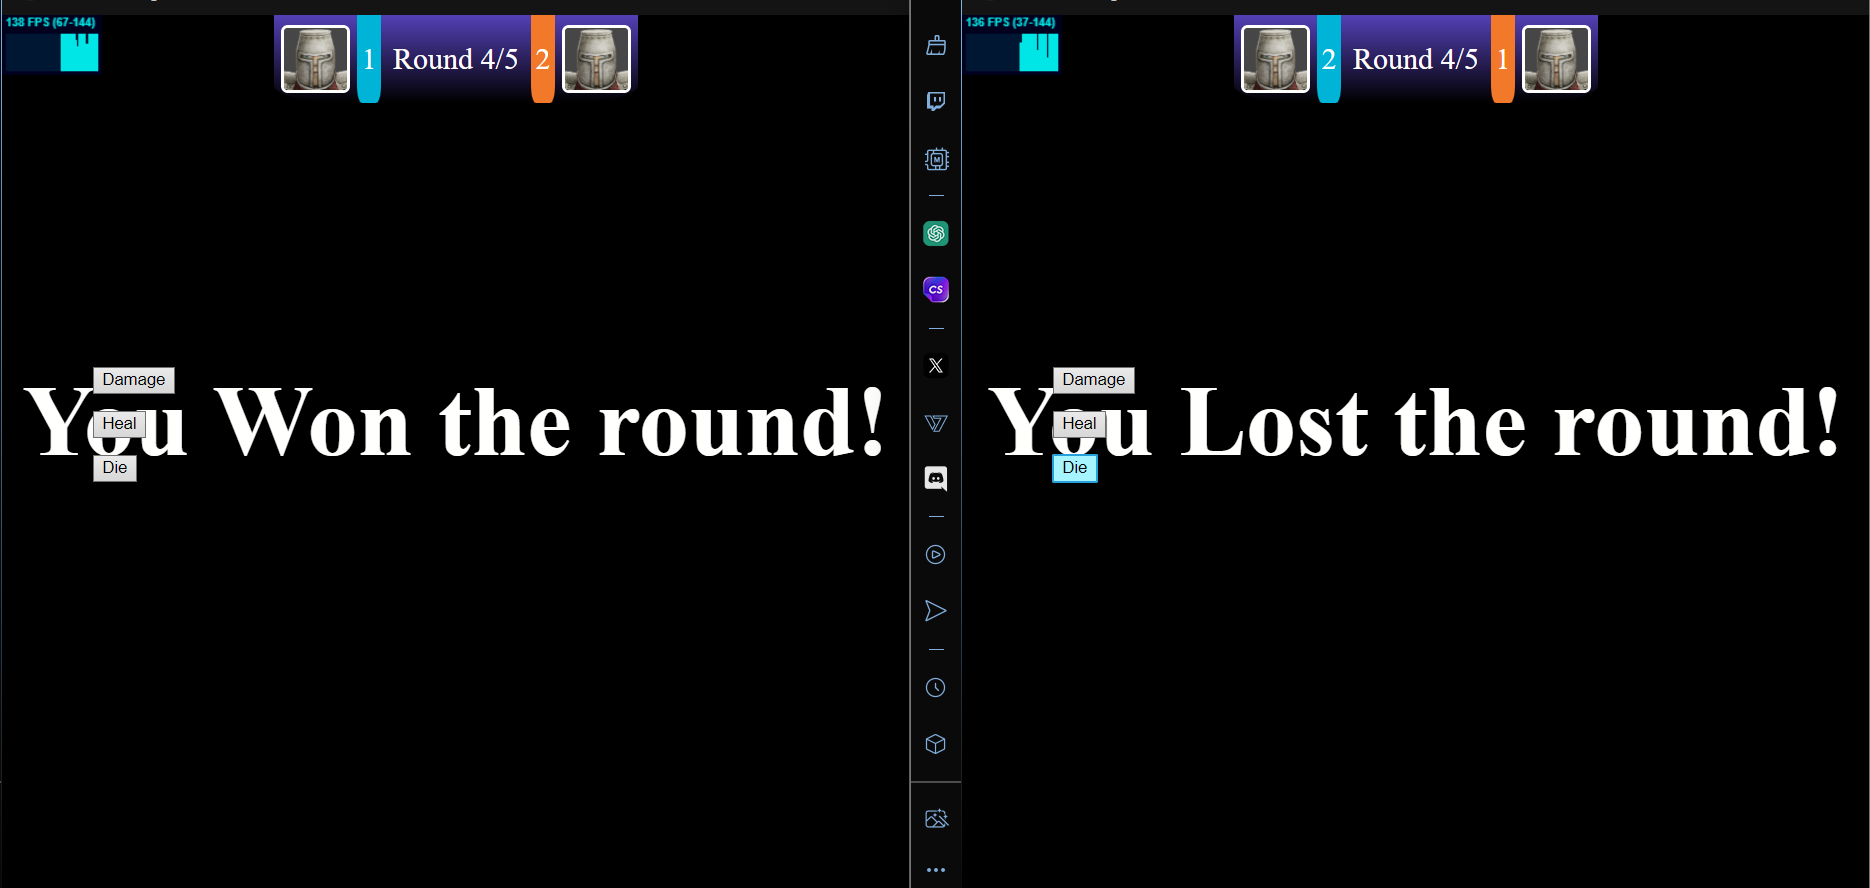 138 FPS (67-144)
1 Round 4/5 2
You Won the round!
Damage
Heal
Die
M
CS
136 FPS (37-144)
2 Round 4/5 1
You Lost the round!
Damage
Heal
Die